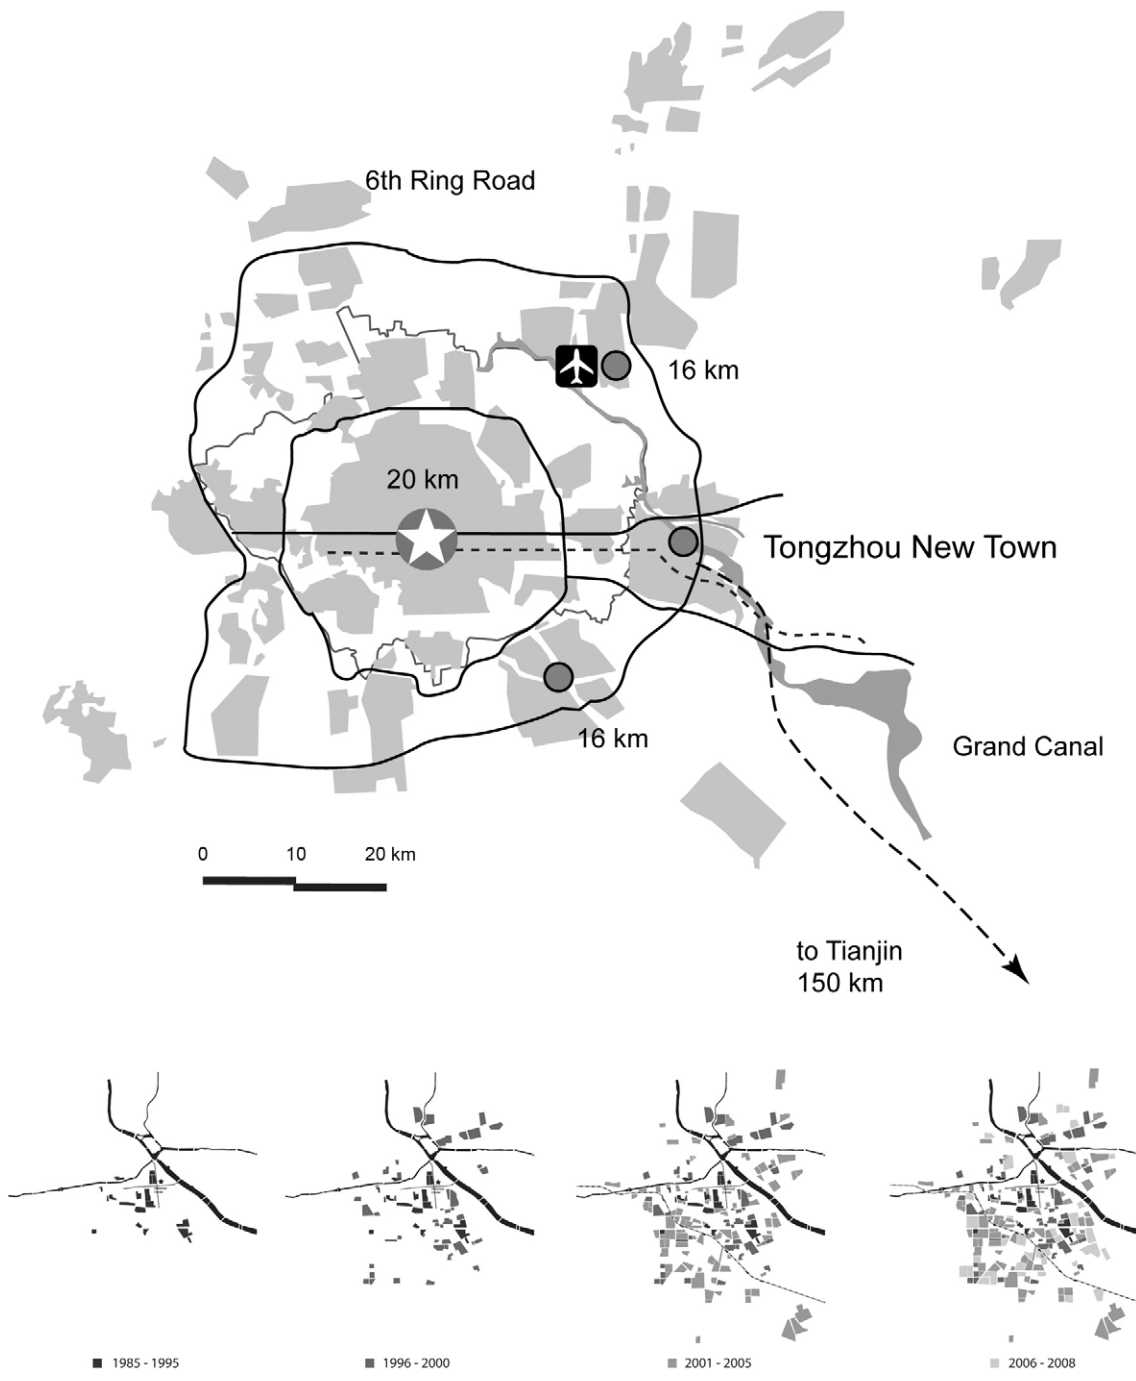 6th Ring Road
16 km
20 km
Tongzhou New Town
16 km
Grand Canal
0 10 20 km
to Tianjin
150 km
1985 - 1995
1996 - 2000
2001 - 2005
2006 - 2008